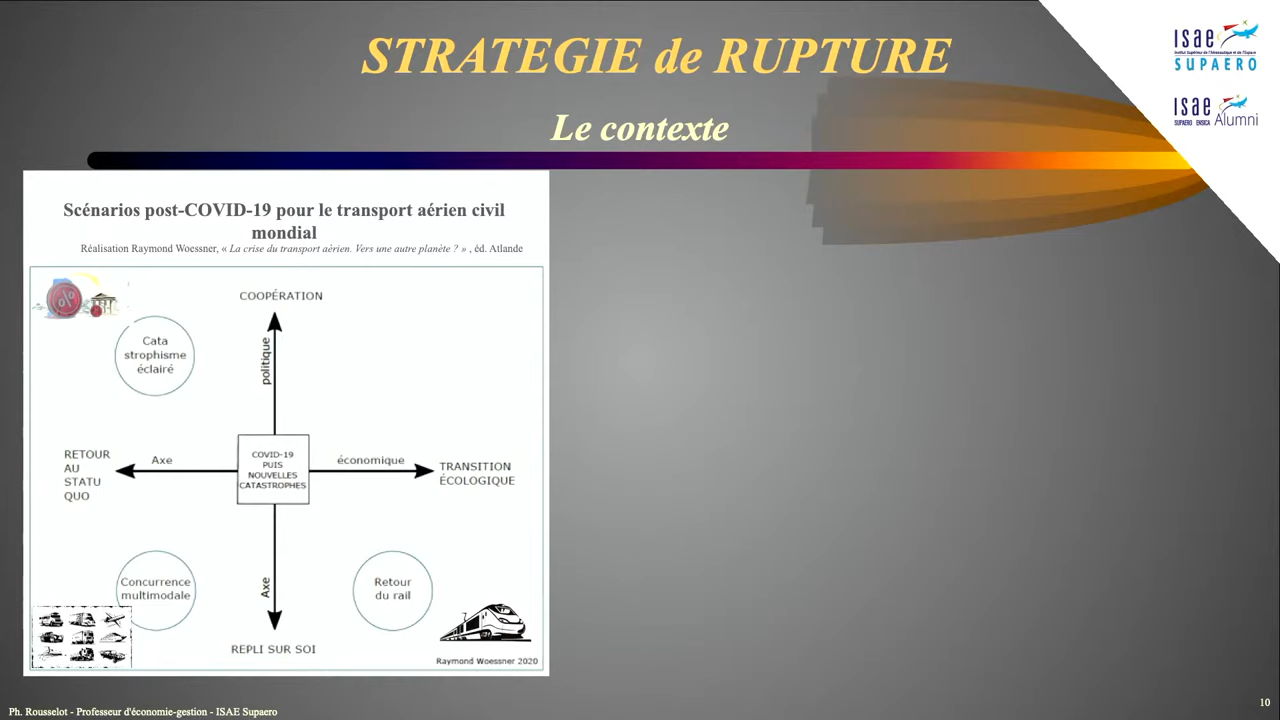 STRATEGIE de RUPTURE
Le contexte
isae
Institut Supérieur de l'Aéronautique et de l'Espace
SUPAERO
isae
SUPAERO ENSICA Alumni
Scénarios post-COVID-19 pour le transport aérien civil
mondial
Réalisation Raymond Woessner, « La crise du transport aérien. Vers une autre planète ? » , éd. Atlande
%
COOPÉRATION
politique
Cata
strophisme
éclairé
RETOUR
AU
STATU
QUO
Axe
COVID-19
PUIS
NOUVELLES
CATASTROPHES
économique
TRANSITION
ÉCOLOGIQUE
Concurrence
multimodale
Axe
Retour
du rail
REPLI SUR SOI
Raymond Woessner 2020
Ph. Rousselot - Professeur d'économie-gestion - ISAE Supaero
10